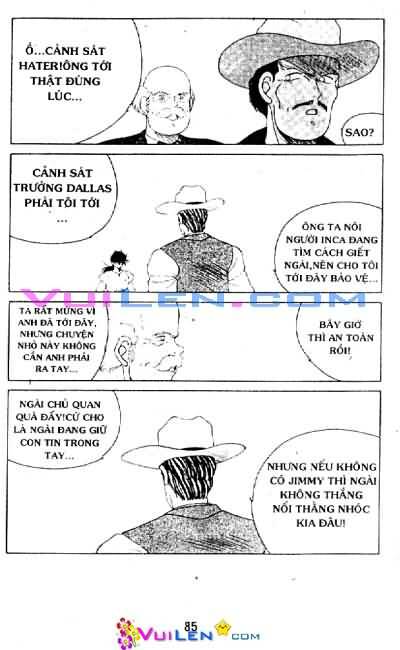 Ồ...CẢNH SÁT
HATER!ÔNG TỚI
THẬT ĐÚNG
LÚC...
SAO?
CẢNH SÁT
TRƯỞNG DALLAS
PHÁI TÔI TỚI
...
ÔNG TA NÓI
NGƯỜI INCA ĐANG
TÌM CÁCH GIẾT
NGÀI,NÊN CHO TÔI
TỚI ĐÂY BẢO VỆ...
VUILEN.COM
TA RẤT MỪNG VÌ
ANH ĐÃ TỚI ĐÂY,
NHƯNG CHUYỆN
NHỎ NÀY KHÔNG
CẦN ANH PHẢI
RA TAY...
BÂY GIỜ
THÌ AN TOÀN
RỒI!
NGÀI CHỦ QUAN
QUÁ ĐẤY!CỨ CHO
LÀ NGÀI ĐANG GIỮ
CON TIN TRONG
TAY...
NHƯNG NẾU KHÔNG
CÓ JIMMY THÌ NGÀI
KHÔNG THẮNG
NỔI THẰNG NHÓC
KIA ĐÂU!
85
VUILEN.COM